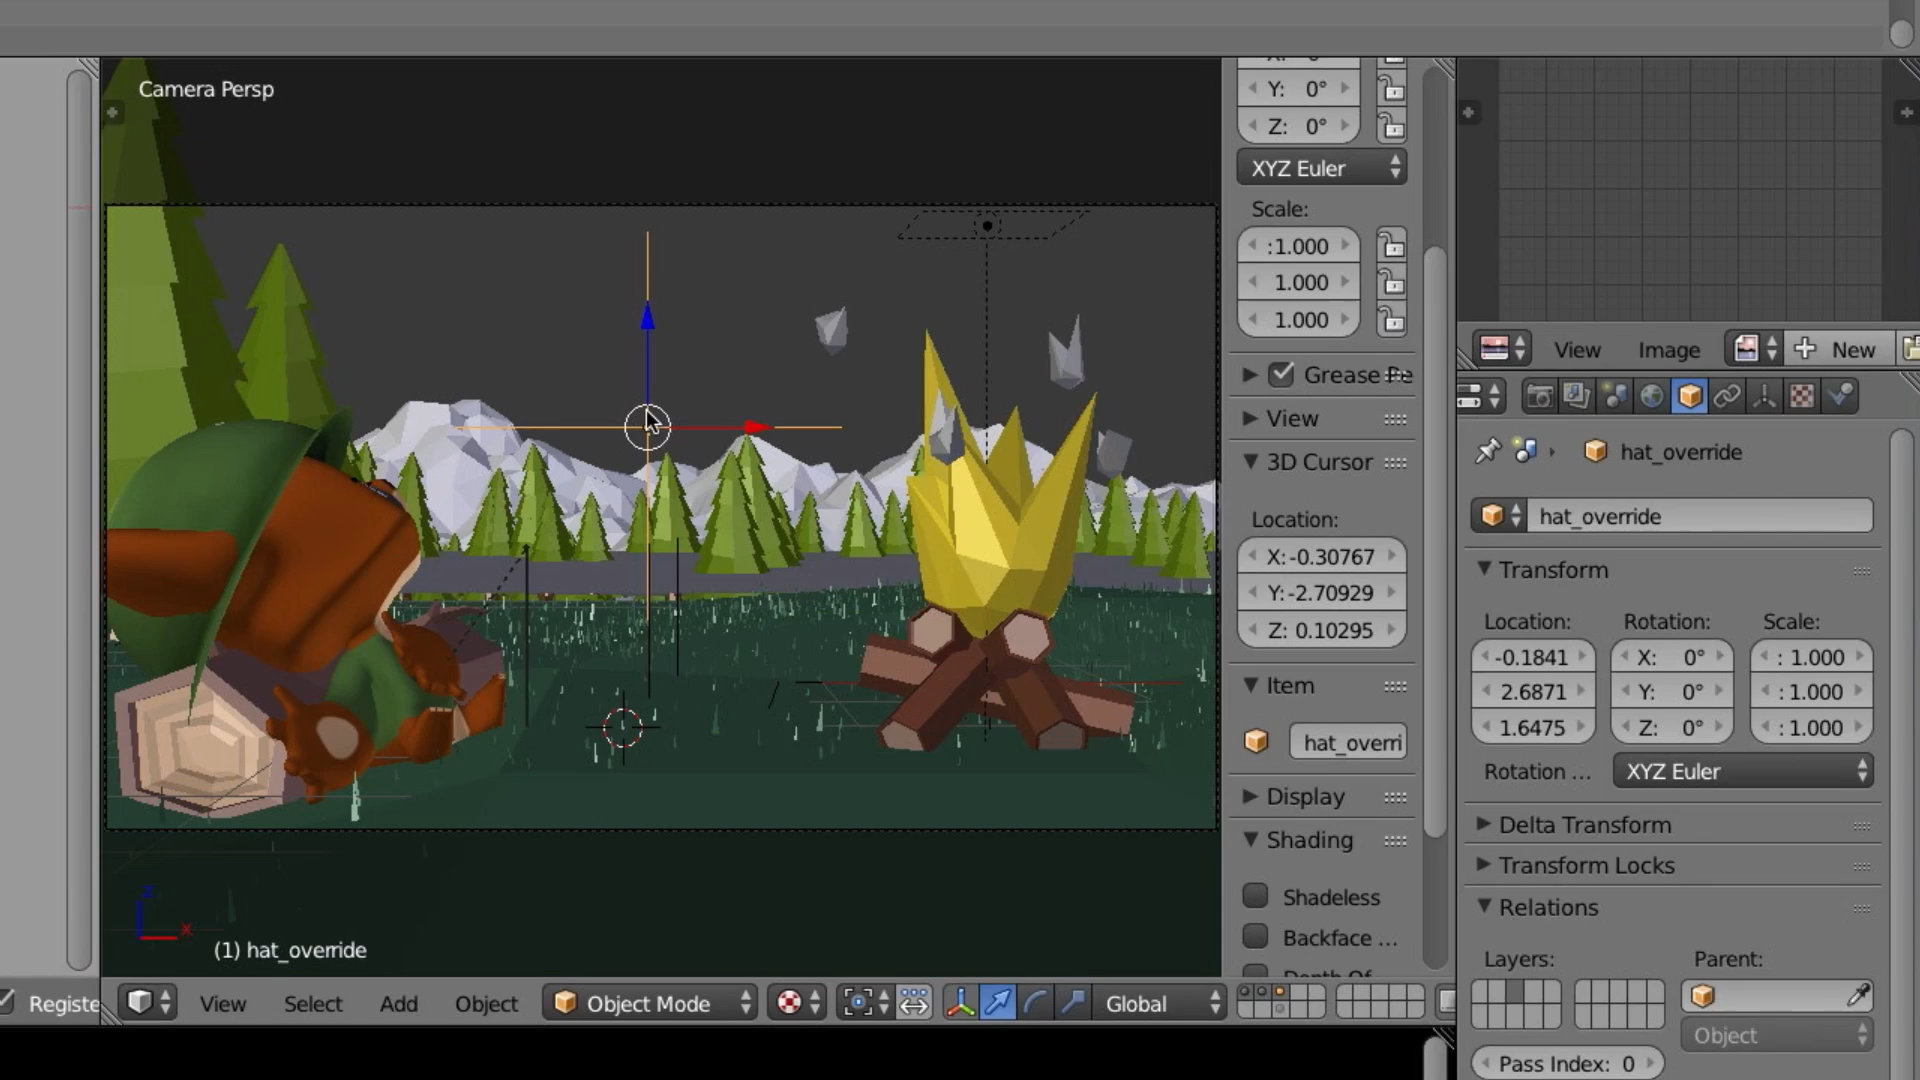 Camera Persp
Y: 0°
Z: 0°
XYZ Euler
Scale:
:1.000
1.000
1.000
Grease
View
3D Cursor
Location:
X:-0.30767
Y:-2.70929
Z: 0.10295
Item
hat_overri
Display
Shading
Shadeless
Backface ...
View
Image
New
hat_override
hat_override
Transform
Location:
Rotation:
Scale:
-0.1841
X: 0°
: 1.000
2.6871
Y: 0°
: 1.000
1.6475
Z: 0°
: 1.000
Rotation ...
XYZ Euler
Delta Transform
Transform Locks
Relations
Layers:
Parent:
Object
Pass Index: 0
z
x
(1) hat_override
Registe
View
Select
Add
Object
Object Mode
Global